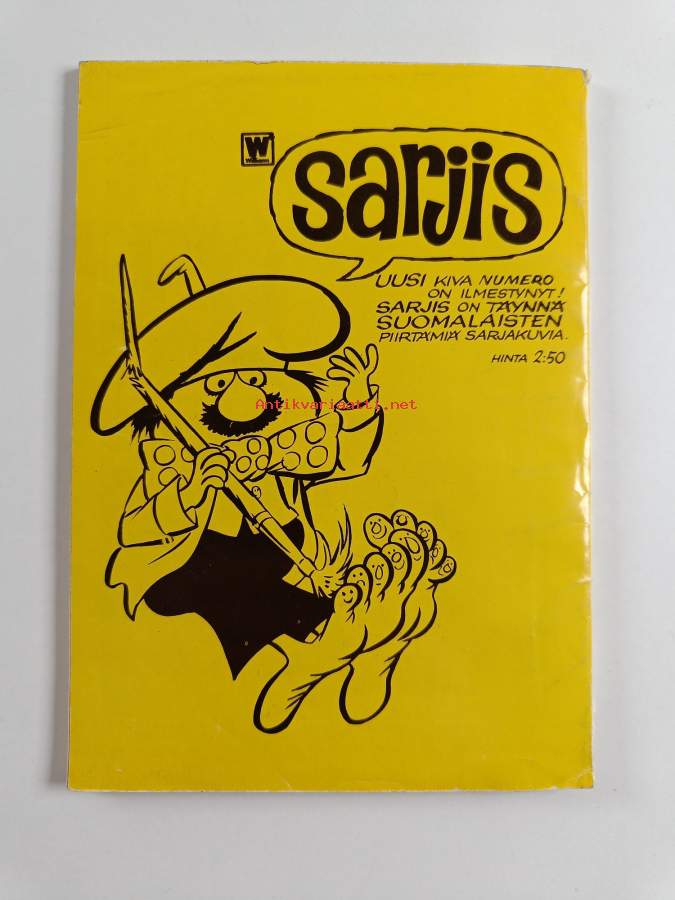 W
sarjis
UUSI KIVA NUMERO
ON ILMESTYNYT!
SARJIS ON TÄYNNÄ
SUOMALAISTEN
PIIRTÄMIÄ SARJAKUVIA.
HINTA 2:50
Antikvariaatti.net